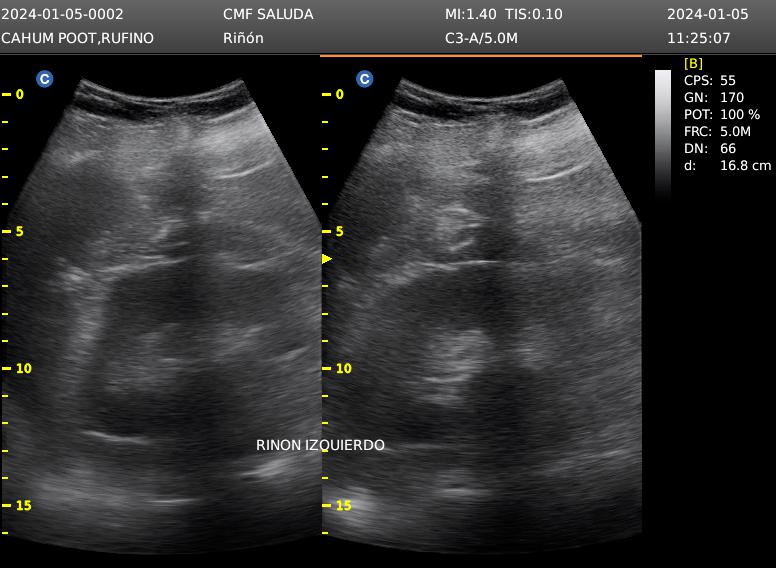 2024-01-05-0002 CMF SALUDA MI:1.40 TIS:0.10 2024-01-05
CAHUM POOT,RUFINO Riñón C3-A/5.0M 11:25:07
C C
[B]
CPS: 55
GN: 170
POT: 100 %
FRC: 5.0M
DN: 66
d: 16.8 cm
0 0
5 5
10 10
RINON IZQUIERDO
15 15